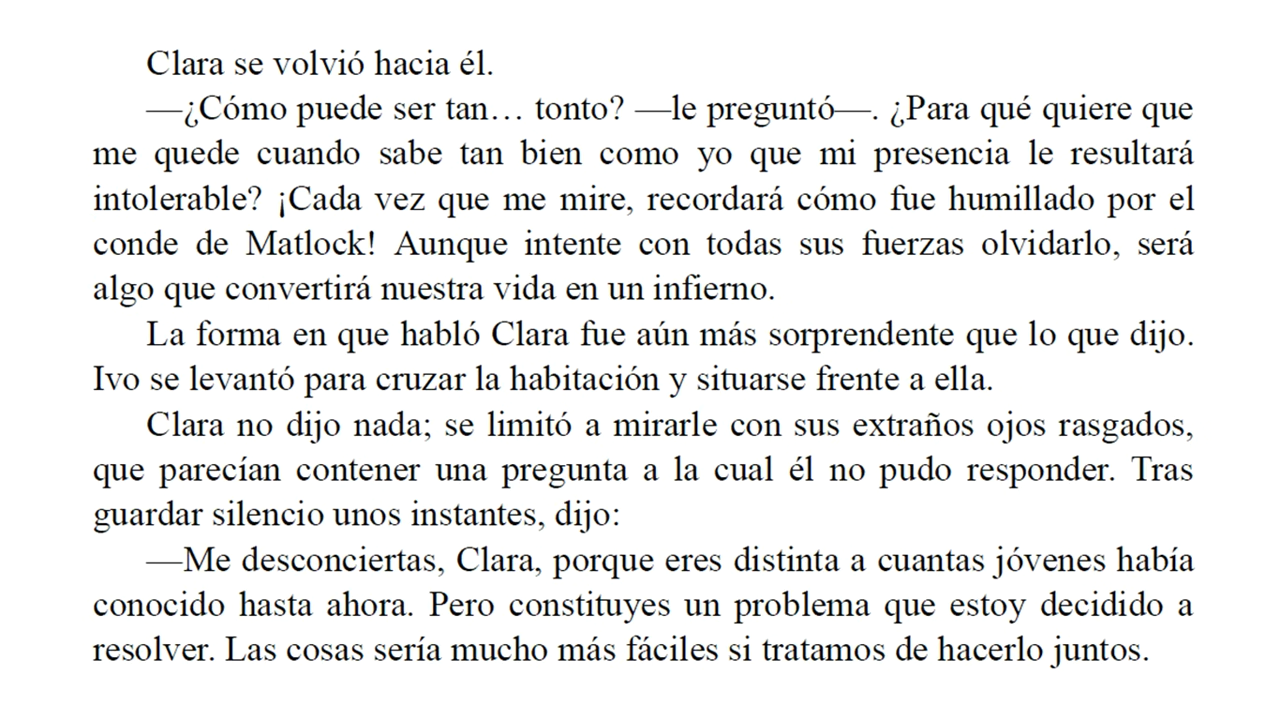 Clara se volvió hacia él.
—¿Cómo puede ser tan… tonto? —le preguntó—. ¿Para qué quiere que
me quede cuando sabe tan bien como yo que mi presencia le resultará
intolerable? ¡Cada vez que me mire, recordará cómo fue humillado por el
conde de Matlock! Aunque intente con todas sus fuerzas olvidarlo, será
algo que convertirá nuestra vida en un infierno.
La forma en que habló Clara fue aún más sorprendente que lo que dijo.
Ivo se levantó para cruzar la habitación y situarse frente a ella.
Clara no dijo nada; se limitó a mirarle con sus extraños ojos rasgados,
que parecían contener una pregunta a la cual él no pudo responder. Tras
guardar silencio unos instantes, dijo:
—Me desconciertas, Clara, porque eres distinta a cuantas jóvenes había
conocido hasta ahora. Pero constituyes un problema que estoy decidido a
resolver. Las cosas sería mucho más fáciles si tratamos de hacerlo juntos.